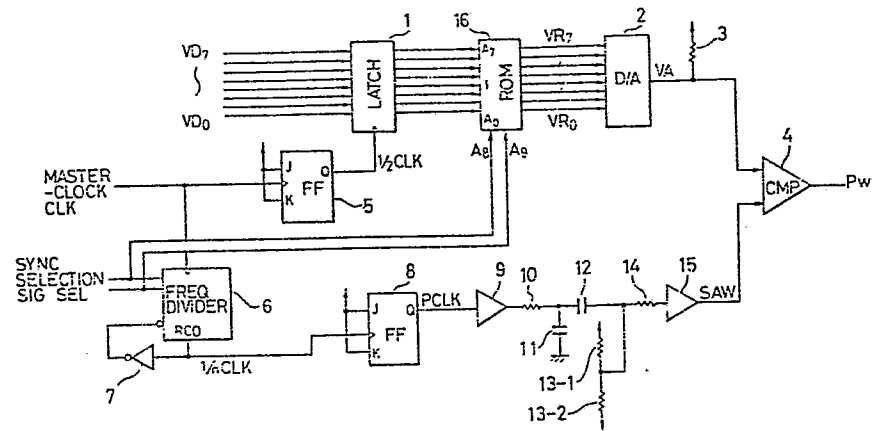 1
16
2
3
VD7
VD0
LATCH
A7
A0
ROM
VR7
VR0
D/A
VA
A8
A9
4
CMP
Pw
MASTER
-CLOCK
CLK
J
Q
FF
K
5
1/2CLK
SYNC
SELECTION
SIG SEL
FREQ
DIVIDER
RCO
6
7
1/nCLK
8
J
Q
FF
K
PCLK
9
10
11
12
13-1
13-2
14
15
SAW